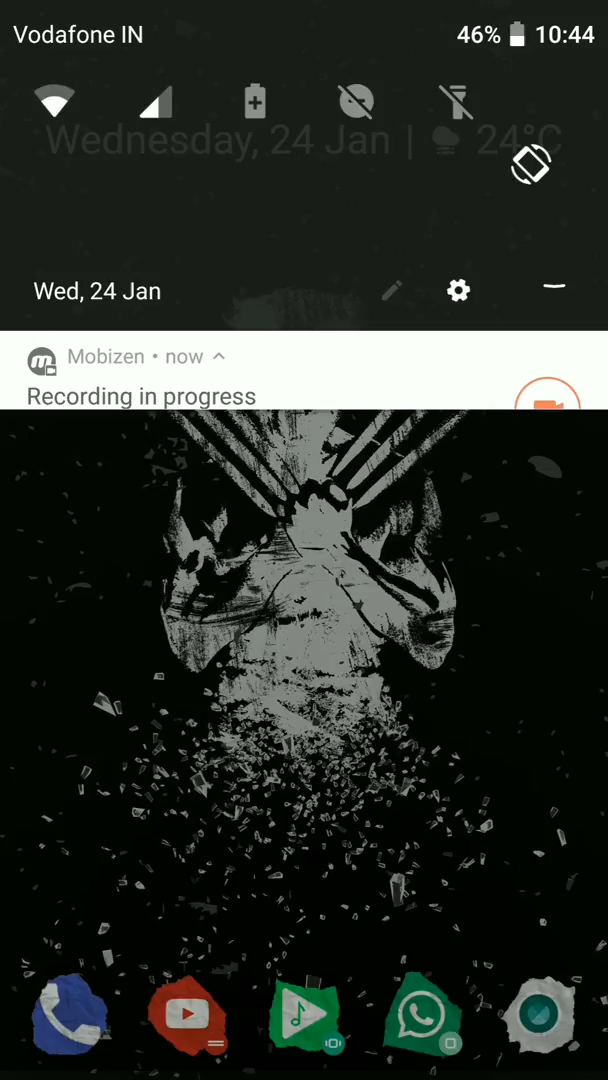 Vodafone IN
46%
10:44
Wednesday, 24 Jan | 24°C
Wed, 24 Jan
Mobizen • now
Recording in progress